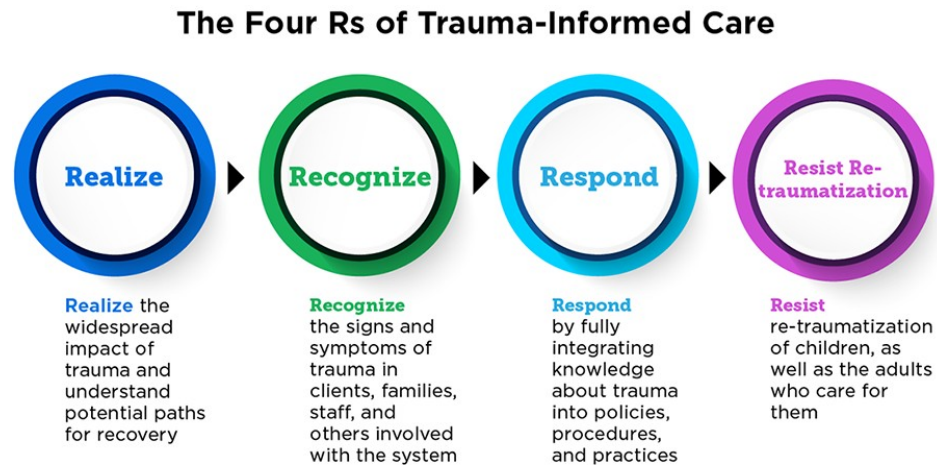 The Four Rs of Trauma-Informed Care
Realize
Recognize
Respond
Resist Re-
traumatization
Realize the
widespread
impact of
trauma and
understand
potential paths
for recovery
Recognize
the signs and
symptoms of
trauma in
clients, families,
staff, and
others involved
with the system
Respond
by fully
integrating
knowledge
about trauma
into policies,
procedures,
and practices
Resist
re-traumatization
of children, as
well as the adults
who care for
them